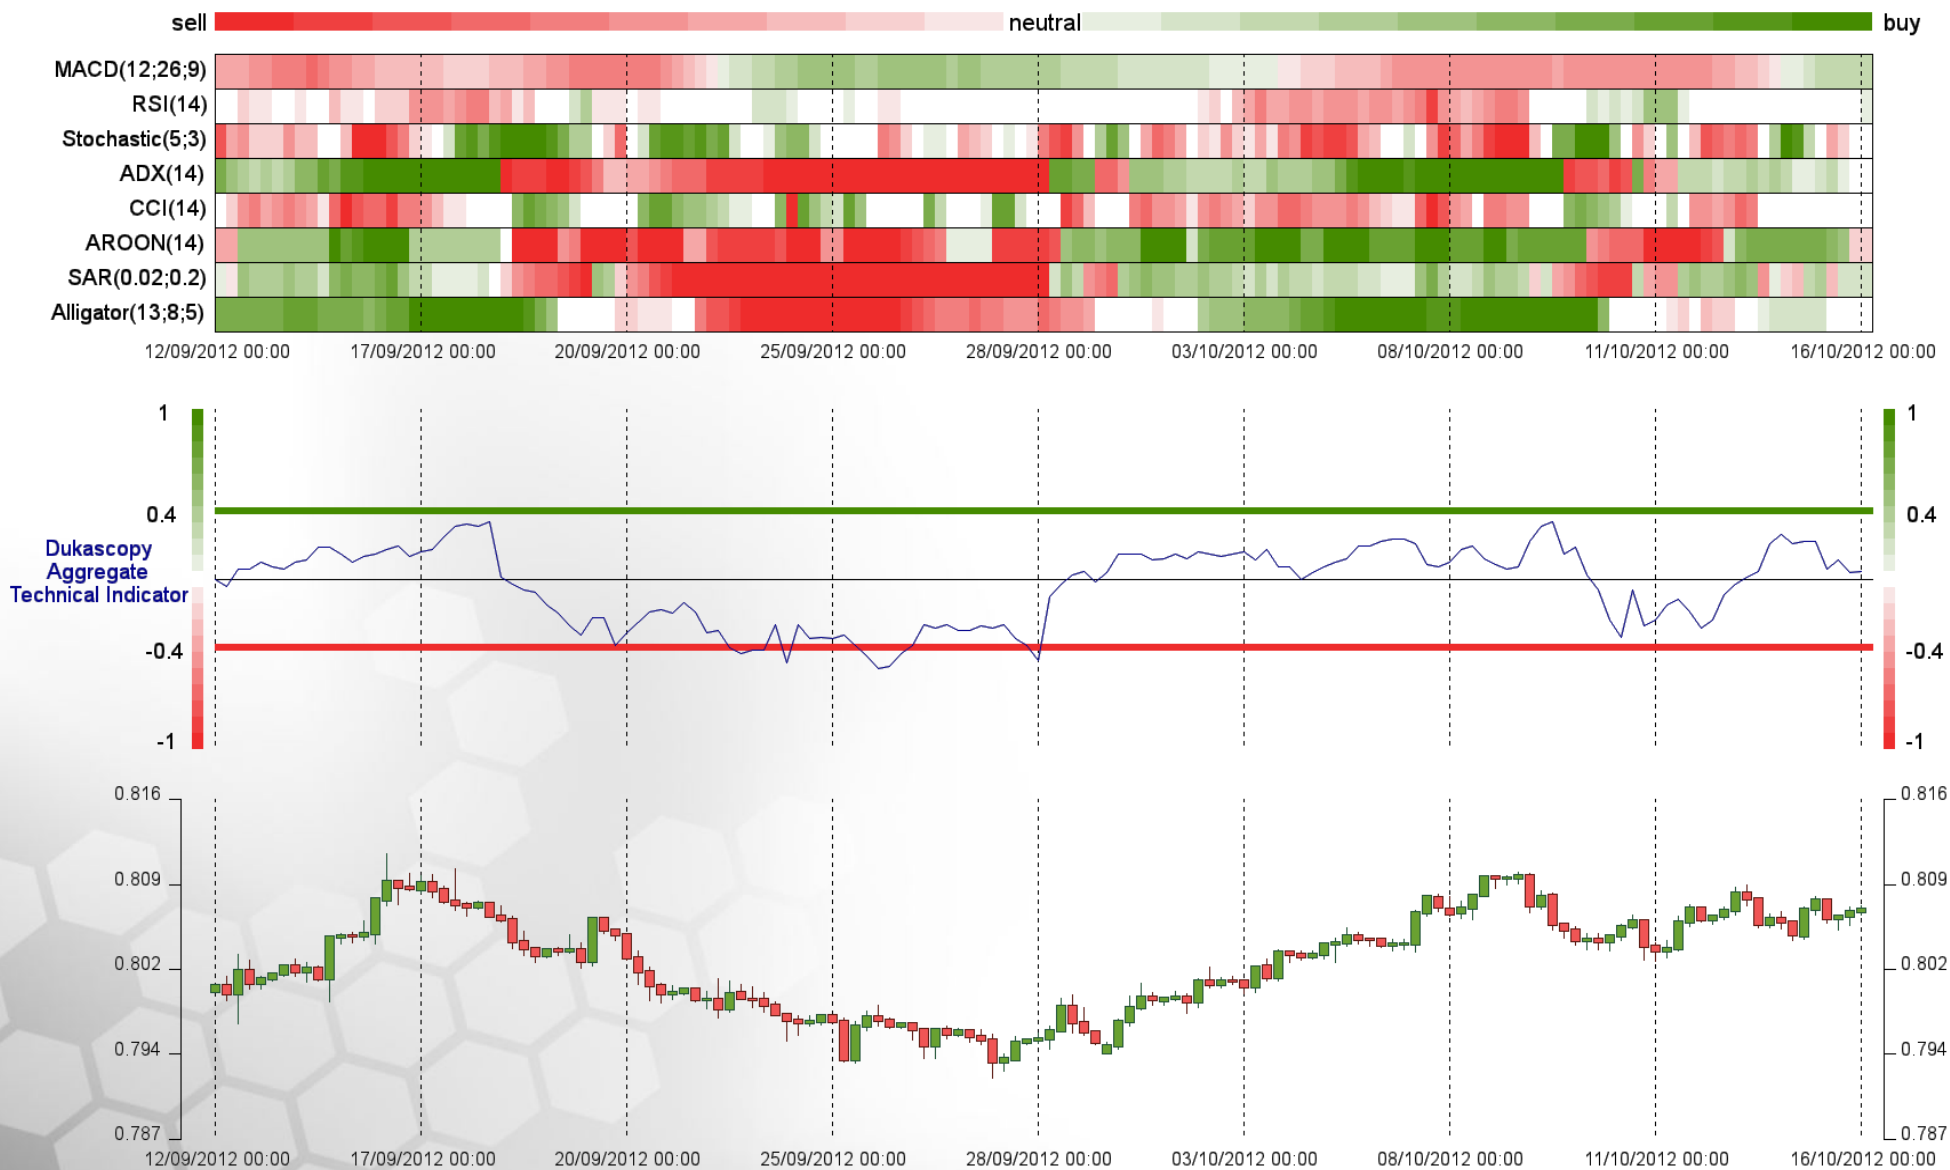 sell neutral buy
MACD(12;26;9)
RSI(14)
Stochastic(5;3)
ADX(14)
CCI(14)
AROON(14)
SAR(0.02;0.2)
Alligator(13;8;5)
12/09/2012 00:00 17/09/2012 00:00 20/09/2012 00:00 25/09/2012 00:00 28/09/2012 00:00 03/10/2012 00:00 08/10/2012 00:00 11/10/2012 00:00 16/10/2012 00:00
1 1
0.4 0.4
Dukascopy
Aggregate
Technical Indicator
-0.4 -0.4
-1 -1
0.816 0.816
0.809 0.809
0.802 0.802
0.794 0.794
0.787 0.787
12/09/2012 00:00 17/09/2012 00:00 20/09/2012 00:00 25/09/2012 00:00 28/09/2012 00:00 03/10/2012 00:00 08/10/2012 00:00 11/10/2012 00:00 16/10/2012 00:00